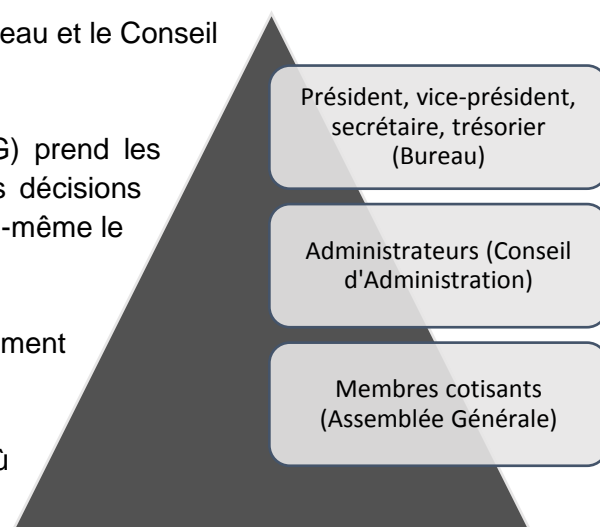 eau et le Conseil
G) prend les
s décisions
-même le
ment
ù
Président, vice-président,
secrétaire, trésorier
(Bureau)
Administrateurs (Conseil
d'Administration)
Membres cotisants
(Assemblée Générale)